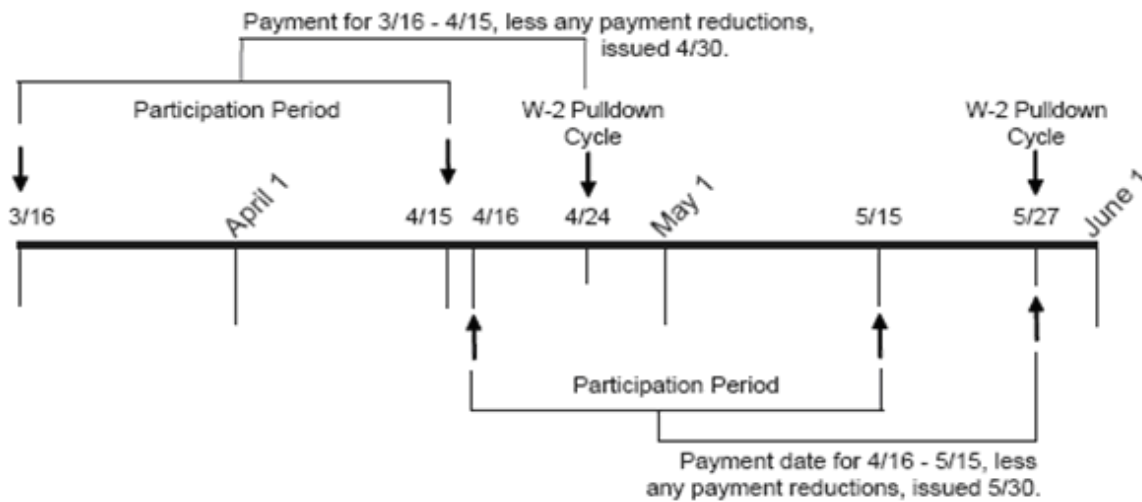 Payment for 3/16 - 4/15, less any payment reductions,
issued 4/30.
Participation Period
W-2 Pulldown
Cycle
W-2 Pulldown
Cycle
3/16
April 1
4/15
4/16
4/24
May 1
5/15
5/27
June 1
Participation Period
Payment date for 4/16 - 5/15, less
any payment reductions, issued 5/30.